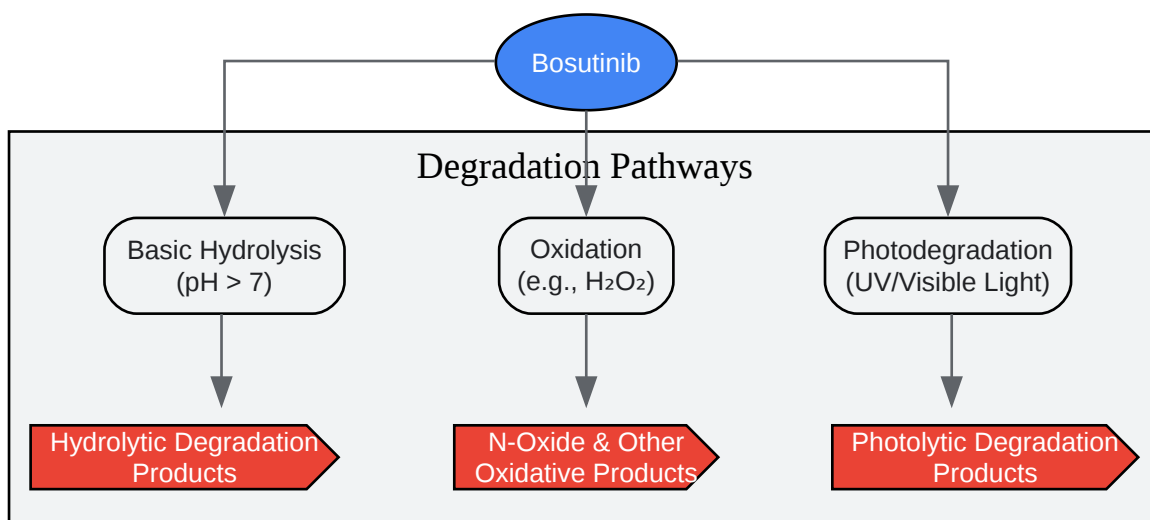 Bosutinib
Degradation Pathways
Basic Hydrolysis
(pH > 7)
Oxidation
(e.g., H₂O₂)
Photodegradation
(UV/Visible Light)
Hydrolytic Degradation
Products
N-Oxide & Other
Oxidative Products
Photolytic Degradation
Products